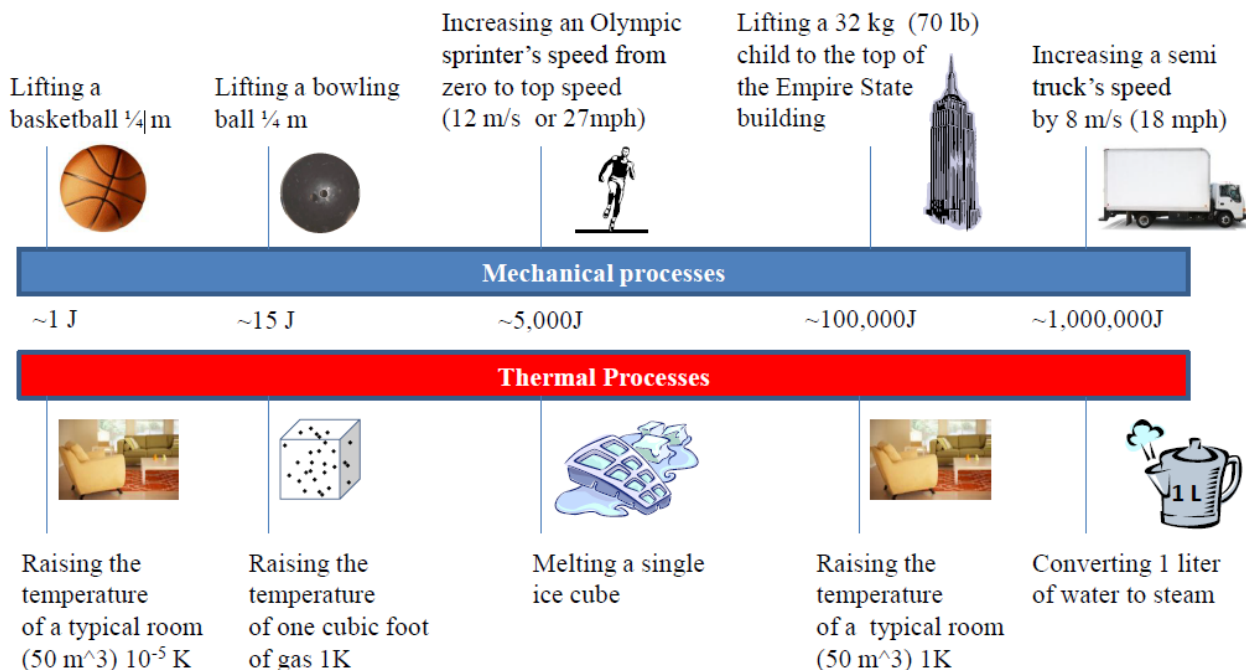 Lifting a
basketball ¼ m
Lifting a bowling
ball ¼ m
Increasing an Olympic
sprinter's speed from
zero to top speed
(12 m/s or 27mph)
Lifting a 32 kg (70 lb)
child to the top of
the Empire State
building
Increasing a semi
truck's speed
by 8 m/s (18 mph)
Mechanical processes
~1 J
~15 J
~5,000J
~100,000J
~1,000,000J
Thermal Processes
1 L
Raising the
temperature
of a typical room
(50 m^3) 10⁻⁵ K
Raising the
temperature
of one cubic foot
of gas 1K
Melting a single
ice cube
Raising the
temperature
of a typical room
(50 m^3) 1K
Converting 1 liter
of water to steam